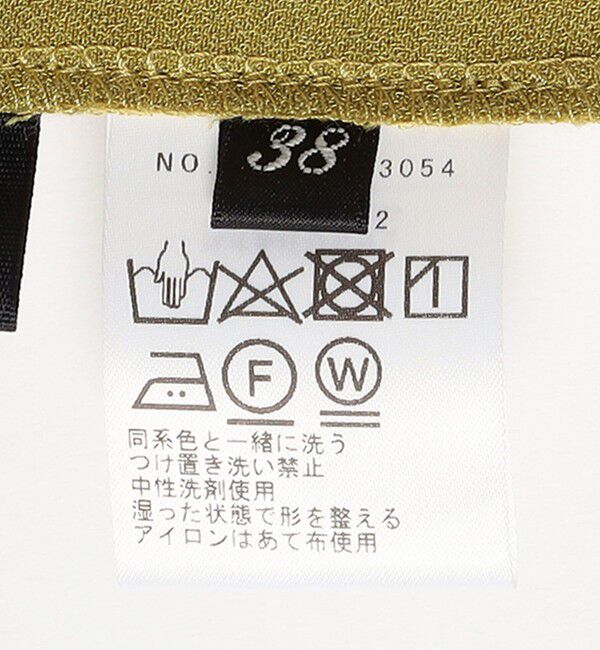 38
NO. 3054
2
F W
同系色と一緒に洗う
つけ置き洗い禁止
中性洗剤使用
湿った状態で形を整える
アイロンはあて布使用